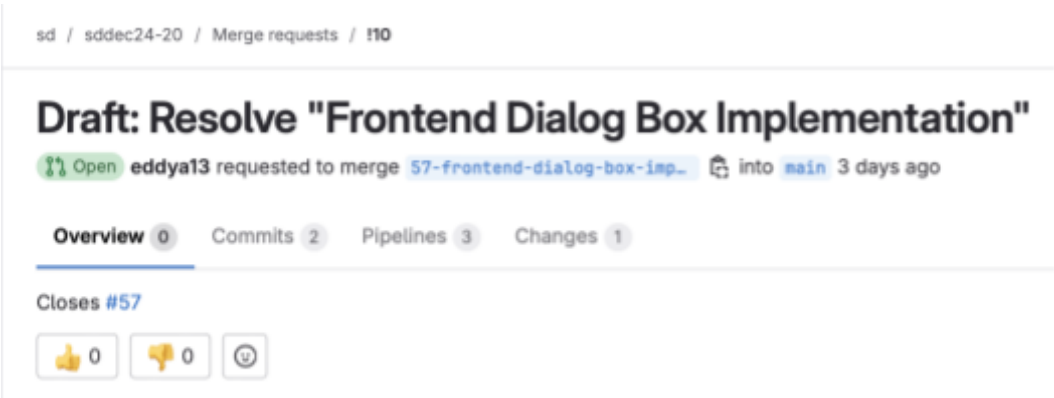 sd / sddec24-20 / Merge requests / !10
Draft: Resolve "Frontend Dialog Box Implementation"
Open eddya13 requested to merge 57-frontend-dialog-box-imp… into main 3 days ago
Overview 0 Commits 2 Pipelines 3 Changes 1
Closes #57
0 0